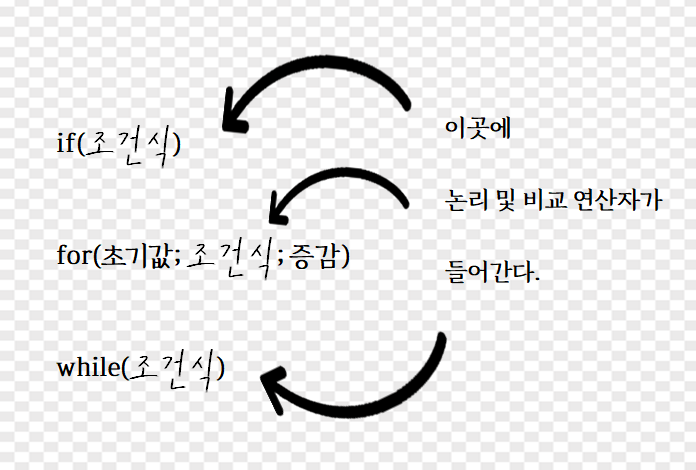 if(조건식)
for(초기값; 조건식; 증감)
while(조건식)
이곳에
논리 및 비교 연산자가
들어간다.